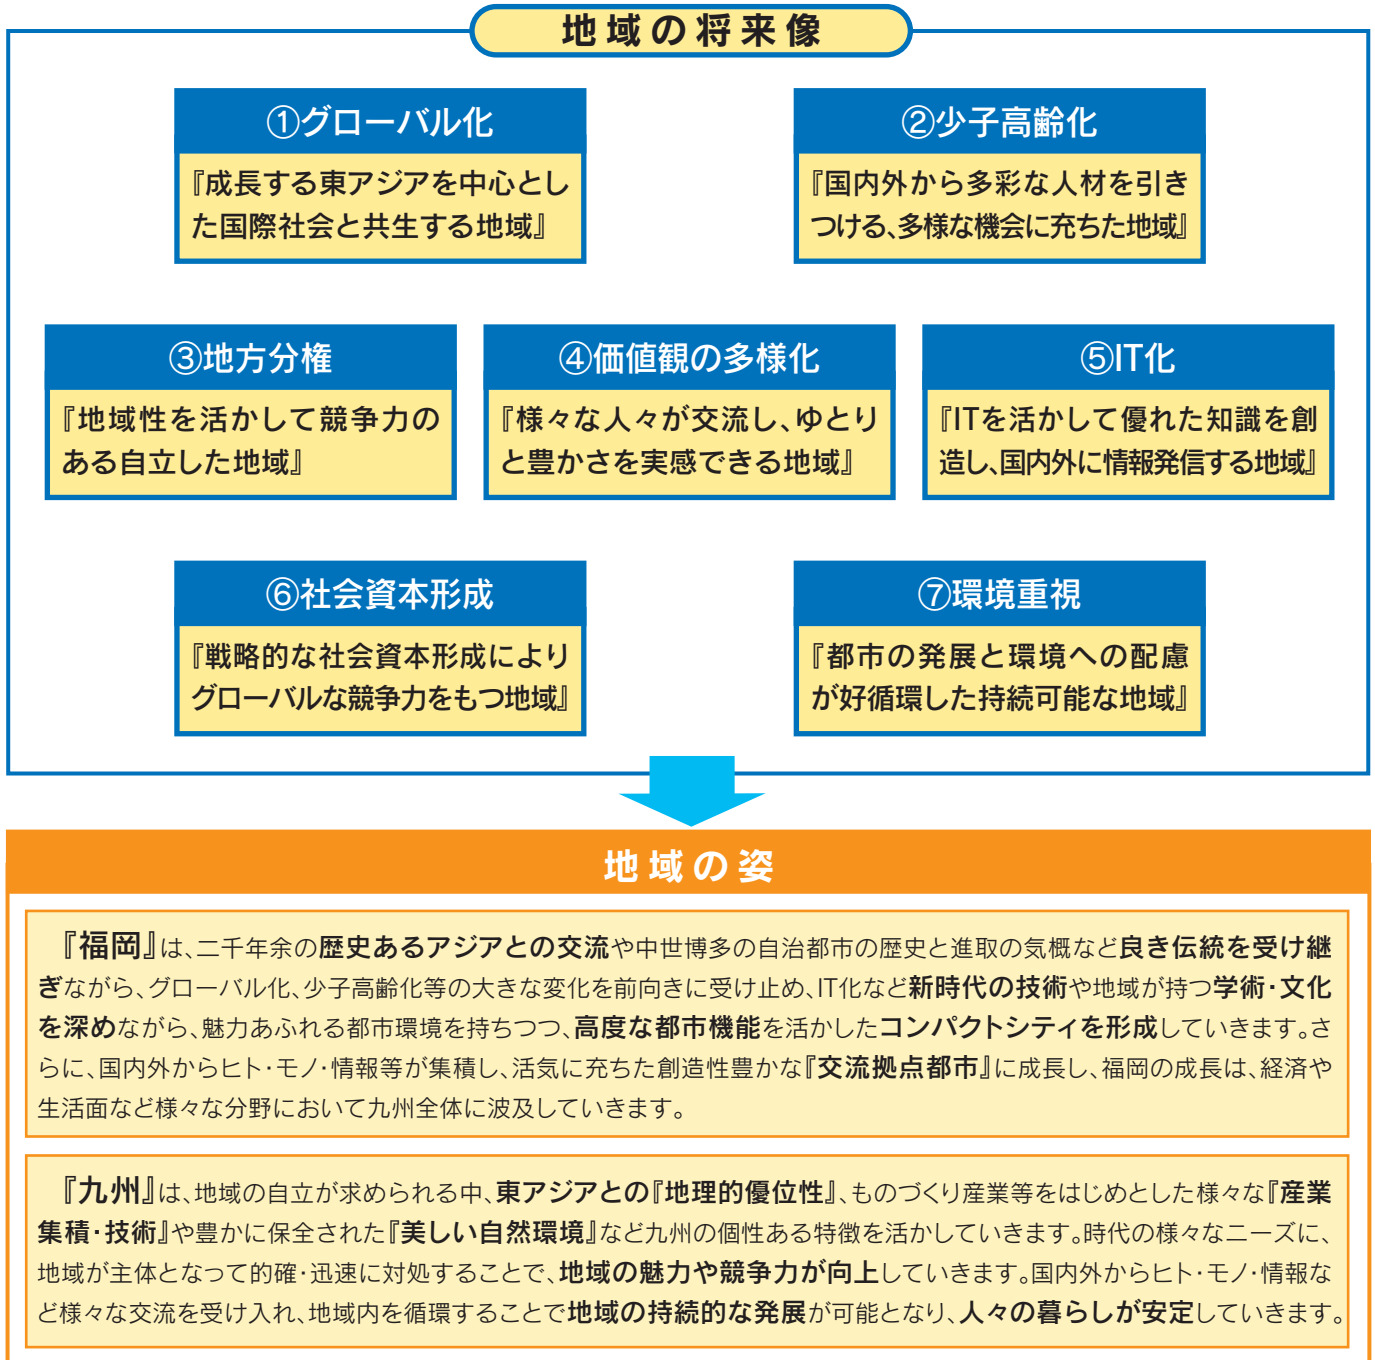 地域の将来像
①グローバル化
『成長する東アジアを中心とし
た国際社会と共生する地域』
②少子高齢化
『国内外から多彩な人材を引き
つける、多様な機会に充ちた地域』
③地方分権
『地域性を活かして競争力の
ある自立した地域』
④価値観の多様化
『様々な人々が交流し、ゆとり
と豊かさを実感できる地域』
⑤IT化
『ITを活かして優れた知識を創
造し、国内外に情報発信する地域』
⑥社会資本形成
『戦略的な社会資本形成により
グローバルな競争力をもつ地域』
⑦環境重視
『都市の発展と環境への配慮
が好循環した持続可能な地域』
地域の姿
『福岡』は、二千年余の歴史あるアジアとの交流や中世博多の自治都市の歴史と進取の気概など良き伝統を受け継
ぎながら、グローバル化、少子高齢化等の大きな変化を前向きに受け止め、IT化など新時代の技術や地域が持つ学術・文化
を深めながら、魅力あふれる都市環境を持ちつつ、高度な都市機能を活かしたコンパクトシティを形成していきます。さ
らに、国内外からヒト・モノ・情報等が集積し、活気に充ちた創造性豊かな『交流拠点都市』に成長し、福岡の成長は、経済や
生活面など様々な分野において九州全体に波及していきます。
『九州』は、地域の自立が求められる中、東アジアとの『地理的優位性』、ものづくり産業等をはじめとした様々な『産業
集積・技術』や豊かに保全された『美しい自然環境』など九州の個性ある特徴を活かしていきます。時代の様々なニーズに、
地域が主体となって的確・迅速に対処することで、地域の魅力や競争力が向上していきます。国内外からヒト・モノ・情報な
ど様々な交流を受け入れ、地域内を循環することで地域の持続的な発展が可能となり、人々の暮らしが安定していきます。